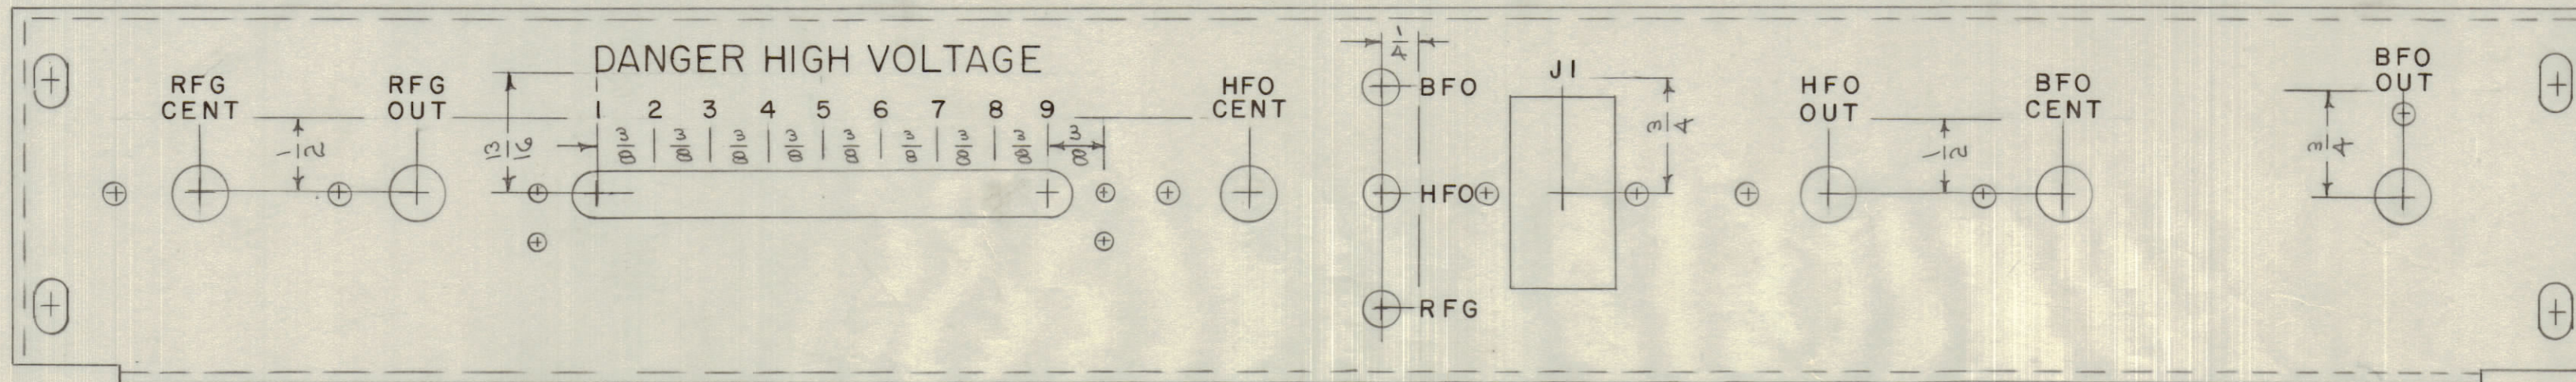 DANGER HIGH VOLTAGE
RFG
CENT
RFG
OUT
1 2 3 4 5 6 7 8 9
3/8 3/8 3/8 3/8 3/8 3/8 3/8 3/8 3/8
1/2
13/16
HFO
CENT
1/4
BFO
HFO
RFG
J1
3/4
HFO
OUT
1/2
BFO
CENT
BFO
OUT
3/4